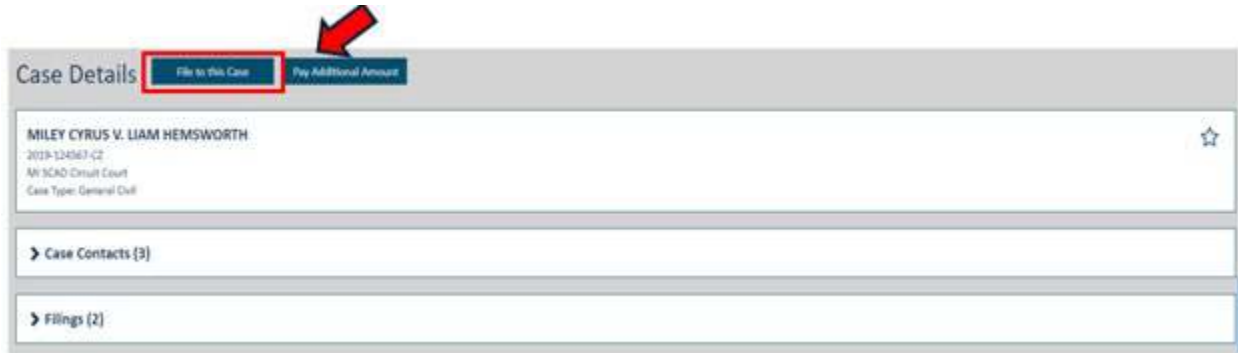 Case Details
File to this Case
Pay Additional Amount
MILEY CYRUS V. LIAM HEMSWORTH
2019-124567-CZ
MI SCAO Circuit Court
Case Type: General Civil
Case Contacts (3)
Filings (2)